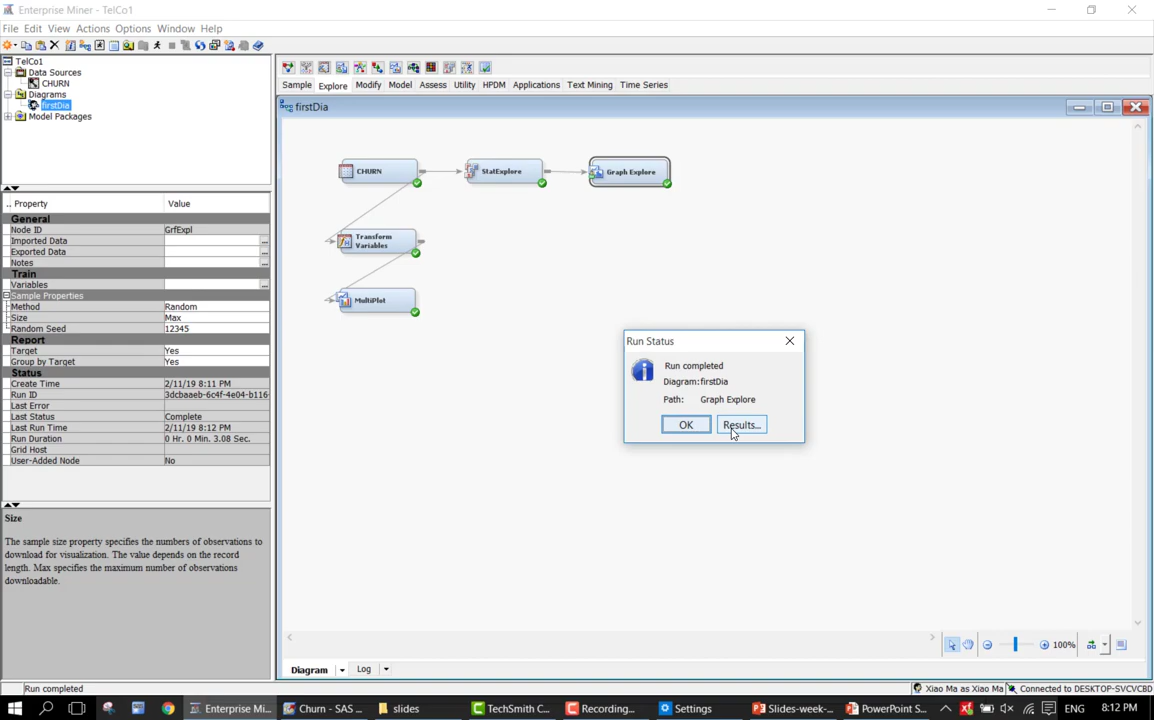 Enterprise Miner - TelCo1
File Edit View Actions Options Window Help
TelCo1
Data Sources
CHURN
Diagrams
firstDia
Model Packages
Sample Explore Modify Model Assess Utility HPDM Applications Text Mining Time Series
firstDia
CHURN
StatExplore
Graph Explore
Transform
Variables
MultiPlot
.. Property Value
General
Node ID GrfExpl
Imported Data ...
Exported Data ...
Notes ...
Train
Variables ...
Sample Properties
Method Random
Size Max
Random Seed 12345
Report
Target Yes
Group by Target Yes
Status
Create Time 2/11/19 8:11 PM
Run ID 3dcbaaeb-6c4f-4e04-b116-
Last Error
Last Status Complete
Last Run Time 2/11/19 8:12 PM
Run Duration 0 Hr. 0 Min. 3.08 Sec.
Grid Host
User-Added Node No
Size
The sample size property specifies the numbers of observations to
download for visualization. The value depends on the record
length. Max specifies the maximum number of observations
downloadable.
Run Status
Run completed
Diagram:firstDia
Path: Graph Explore
OK Results...
100%
Diagram Log
Run completed
Xiao Ma as Xiao Ma Connected to DESKTOP-SVCVCBD
Enterprise Mi... Churn - SAS ... slides TechSmith C... Recording... Settings Slides-week-... PowerPoint S... ENG 8:12 PM